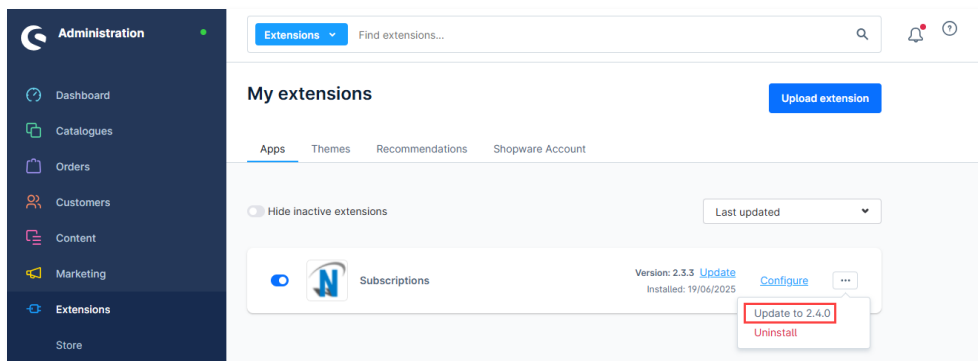 Administration
Extensions Find extensions...
Dashboard
Catalogues
Orders
Customers
Content
Marketing
Extensions
Store
My extensions
Upload extension
Apps Themes Recommendations Shopware Account
Hide inactive extensions
Last updated
Subscriptions
Version: 2.3.3 Update
Installed: 19/06/2025
Configure
...
Update to 2.4.0
Uninstall